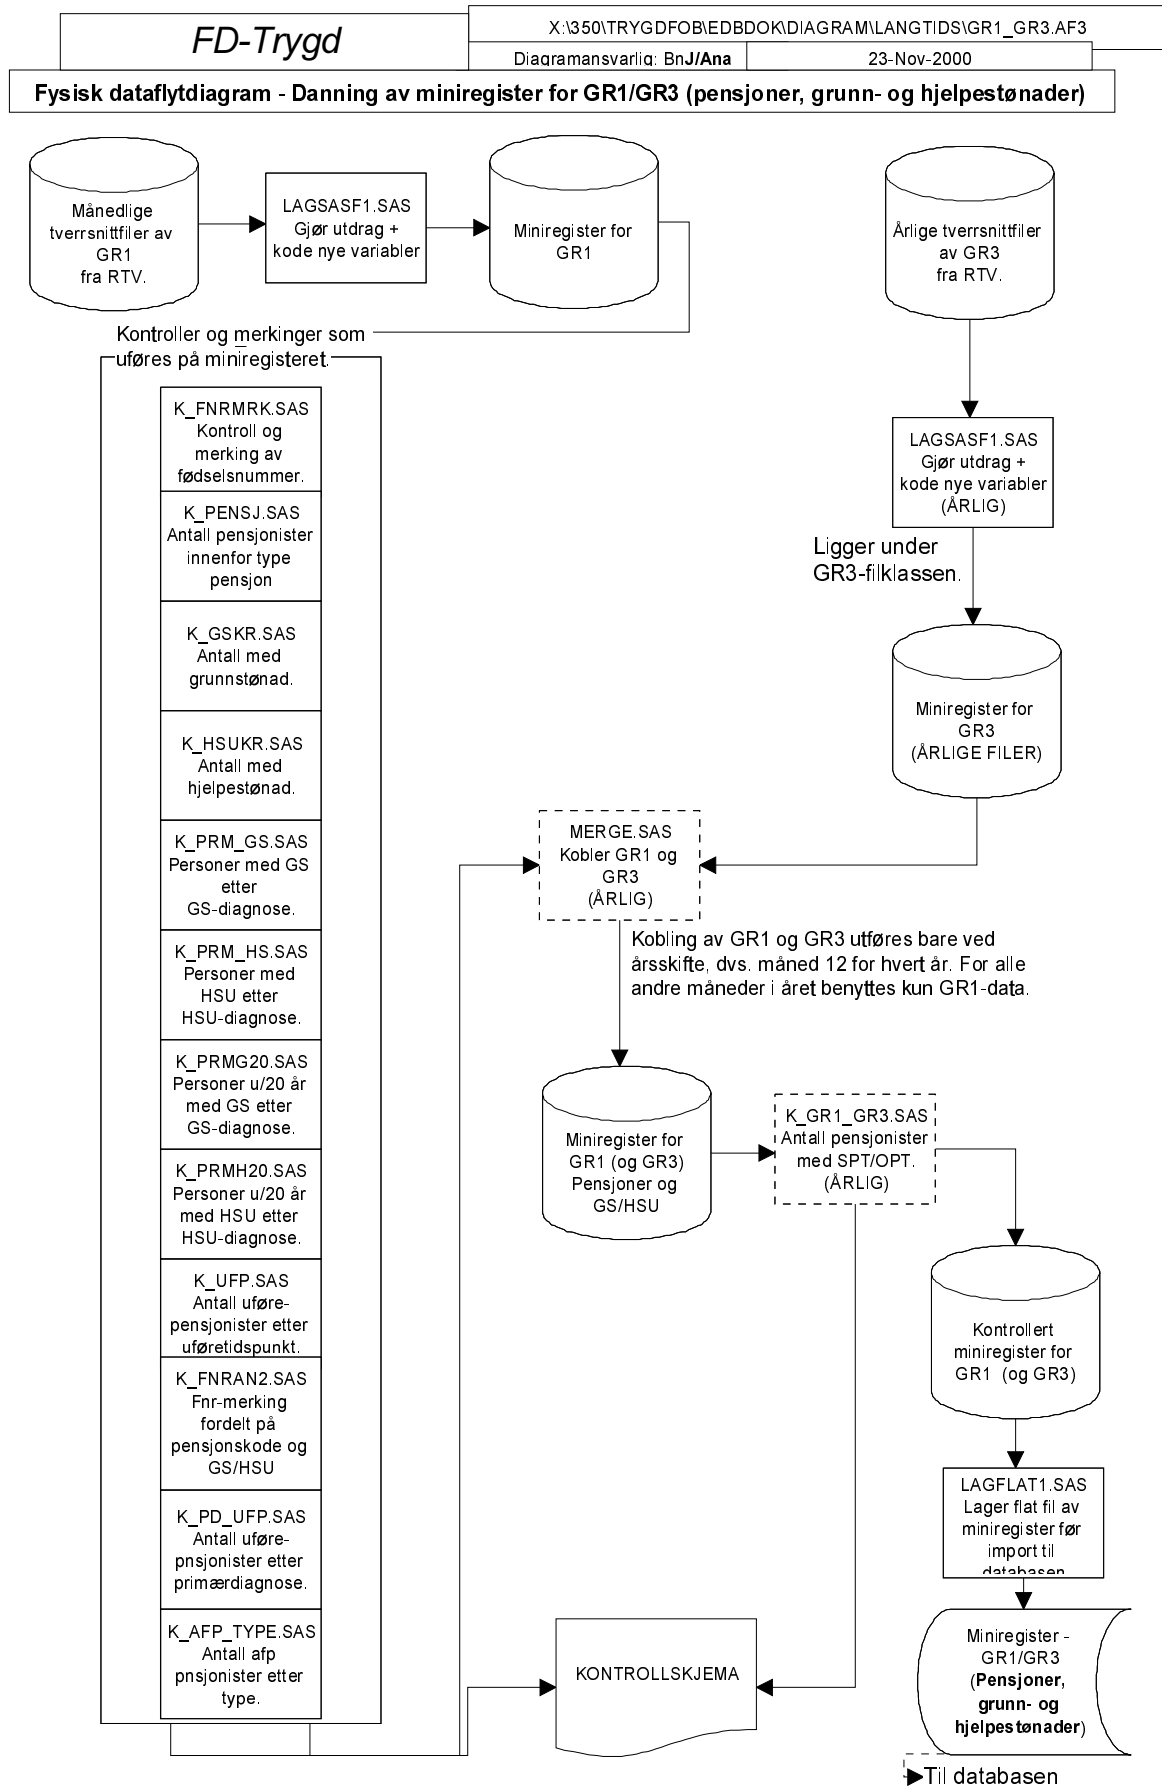 FD-Trygd
X:\350\TRYGDFOB\EDBDOK\DIAGRAM\LANGTIDS\GR1_GR3.AF3
Diagramansvarlig: BnJ/Ana
23-Nov-2000
Fysisk dataflytdiagram - Danning av miniregister for GR1/GR3 (pensjoner, grunn- og hjelpestønader)
Månedlige
tverrsnittfiler av
GR1
fra RTV.
LAGSASF1.SAS
Gjør utdrag +
kode nye variabler
Miniregister for
GR1
Årlige tverrsnittfiler
av GR3
fra RTV.
Kontroller og merkinger som
uføres på miniregisteret.
K_FNRMRK.SAS
Kontroll og
merking av
fødselsnummer.
K_PENSJ.SAS
Antall pensjonister
innenfor type
pensjon
K_GSKR.SAS
Antall med
grunnstønad.
K_HSUKR.SAS
Antall med
hjelpestønad.
K_PRM_GS.SAS
Personer med GS
etter
GS-diagnose.
K_PRM_HS.SAS
Personer med
HSU etter
HSU-diagnose.
K_PRMG20.SAS
Personer u/20 år
med GS etter
GS-diagnose.
K_PRMH20.SAS
Personer u/20 år
med HSU etter
HSU-diagnose.
K_UFP.SAS
Antall uføre-
pensjonister etter
uføretidspunkt.
K_FNRAN2.SAS
Fnr-merking
fordelt på
pensjonskode og
GS/HSU
K_PD_UFP.SAS
Antall uføre-
pnsjonister etter
primærdiagnose.
K_AFP_TYPE.SAS
Antall afp
pnsjonister etter
type.
LAGSASF1.SAS
Gjør utdrag +
kode nye variabler
(ÅRLIG)
Ligger under
GR3-filklassen.
Miniregister for
GR3
(ÅRLIGE FILER)
MERGE.SAS
Kobler GR1 og
GR3
(ÅRLIG)
Kobling av GR1 og GR3 utføres bare ved
årsskifte, dvs. måned 12 for hvert år. For alle
andre måneder i året benyttes kun GR1-data.
Miniregister for
GR1 (og GR3)
Pensjoner og
GS/HSU
K_GR1_GR3.SAS
Antall pensjonister
med SPT/OPT.
(ÅRLIG)
Kontrollert
miniregister for
GR1 (og GR3)
LAGFLAT1.SAS
Lager flat fil av
miniregister før
import til
databasen
KONTROLLSKJEMA
Miniregister -
GR1/GR3
(Pensjoner,
grunn- og
hjelpestønader)
Til databasen